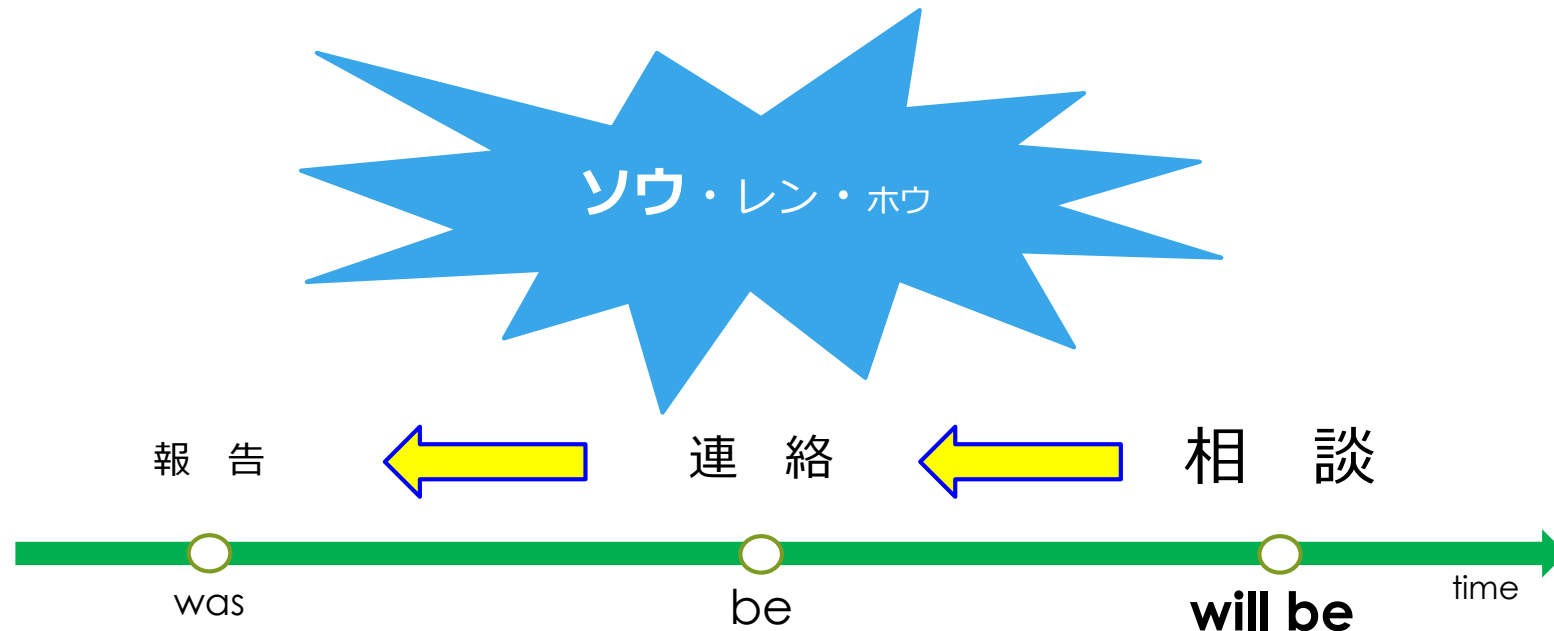 ソウ・レン・ホウ
報　告
連　絡
相　談
was
be
will be
time